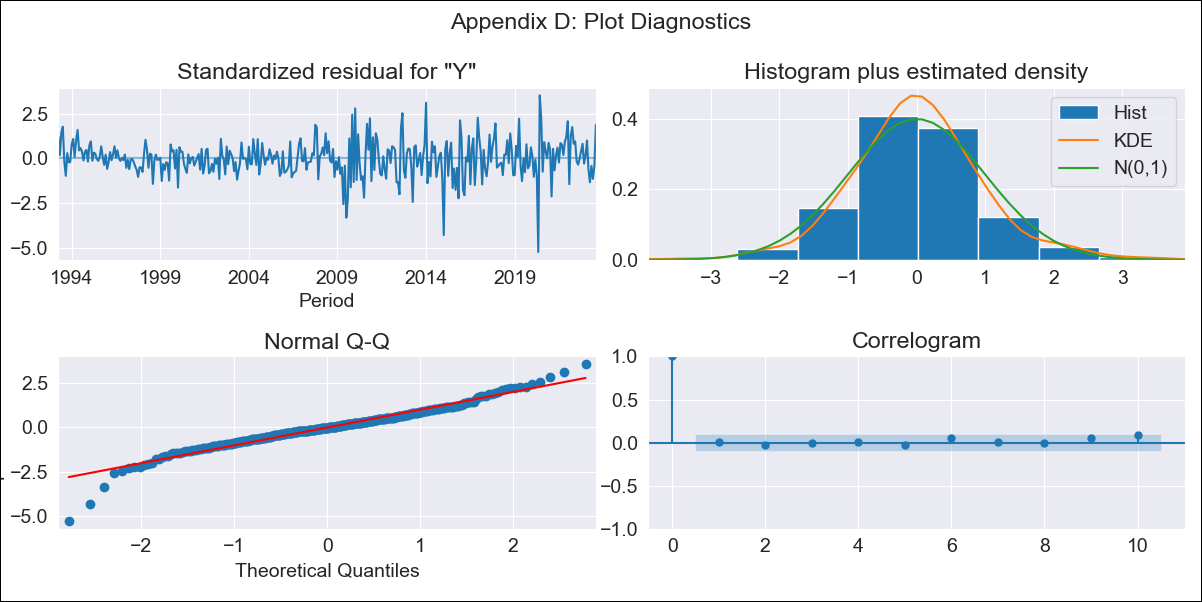 Appendix D: Plot Diagnostics
Standardized residual for "Y"
2.5
0.0
−2.5
−5.0
1994 1999 2004 2009 2014 2019
Period
Histogram plus estimated density
Hist
KDE
N(0,1)
0.4
0.2
0.0
−3 −2 −1 0 1 2 3
Normal Q-Q
2.5
0.0
−2.5
−5.0
−2 −1 0 1 2
Theoretical Quantiles
Correlogram
1.0
0.5
0.0
−0.5
−1.0
0 2 4 6 8 10